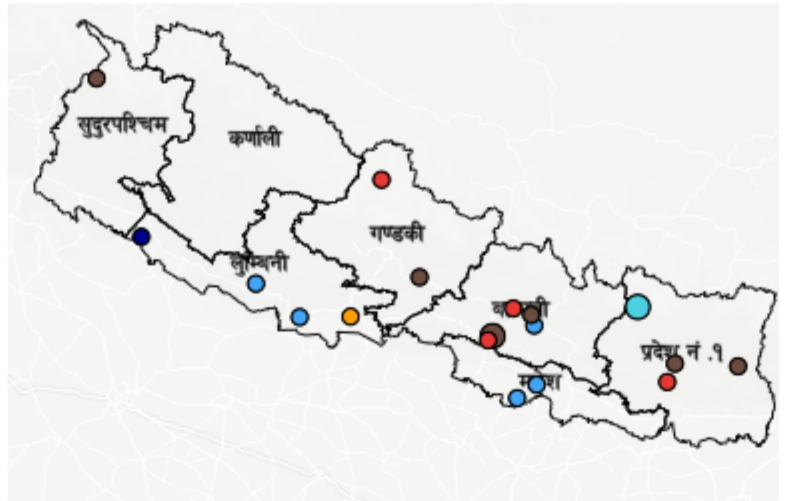 सुदुरपश्चिम
कर्णाली
गण्डकी
लुम्बिनी
प्रदेश नं .१